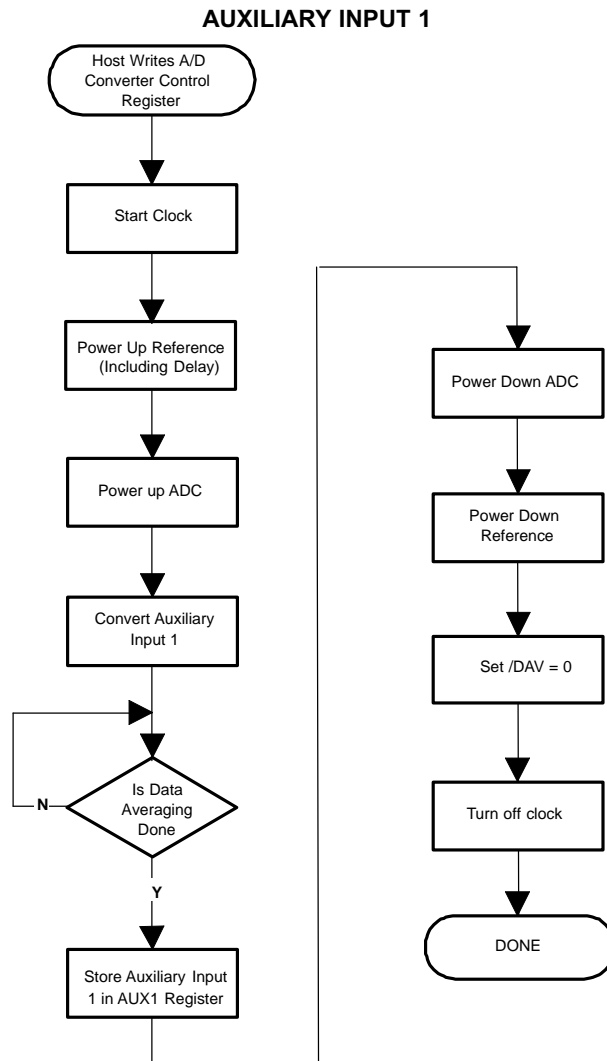 AUXILIARY INPUT 1
Host Writes A/D
Converter Control
Register
Start Clock
Power Up Reference
(Including Delay)
Power up ADC
Convert Auxiliary
Input 1
Is Data
Averaging
Done
N
Y
Store Auxiliary Input
1 in AUX1 Register
Power Down ADC
Power Down
Reference
Set /DAV = 0
Turn off clock
DONE